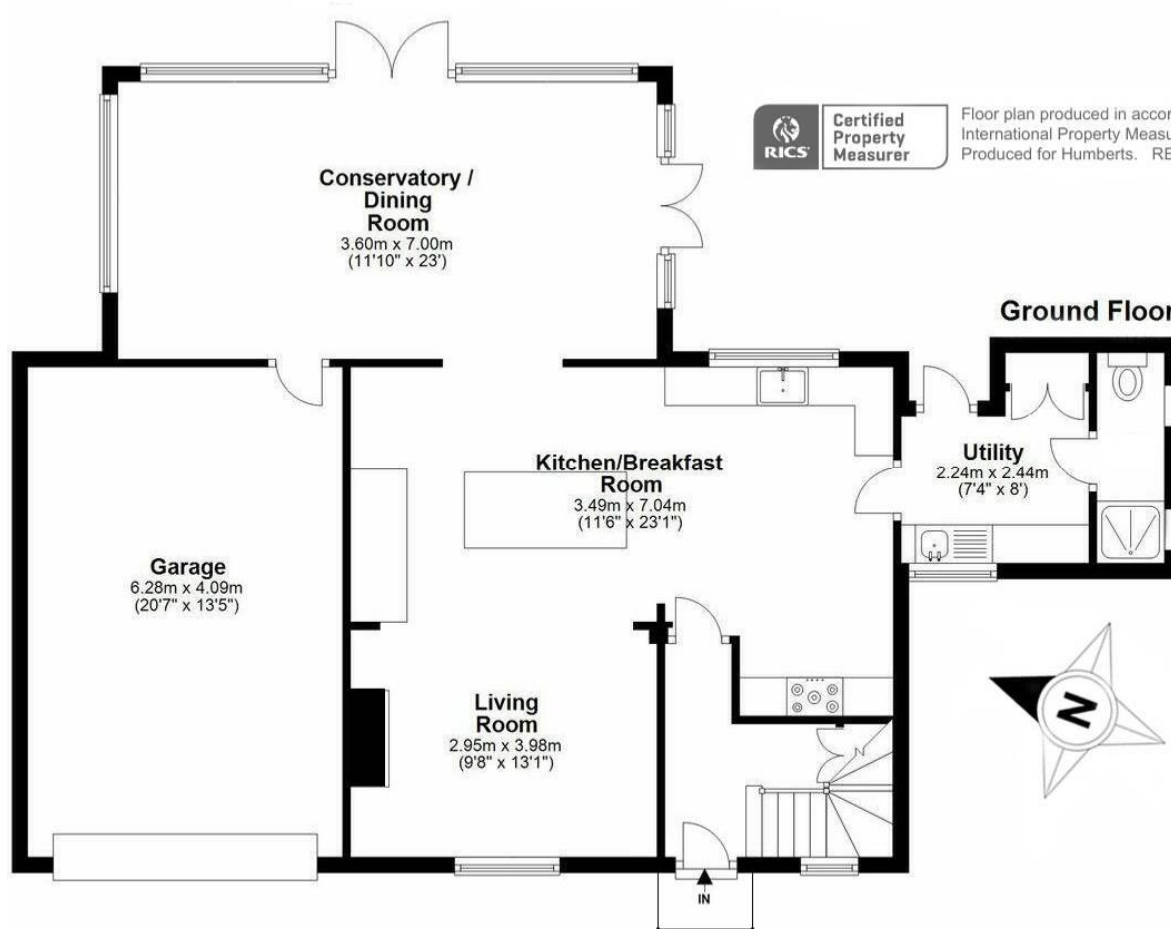 Conservatory /
Dining
Room
3.60m x 7.00m
(11'10" x 23')
RICS
Certified
Property
Measurer
Floor plan produced in accor
International Property Measu
Produced for Humberts. RE
Ground Floor
Kitchen/Breakfast
Room
3.49m x 7.04m
(11'6" x 23'1")
Utility
2.24m x 2.44m
(7'4" x 8')
Garage
6.28m x 4.09m
(20'7" x 13'5")
Living
Room
2.95m x 3.98m
(9'8" x 13'1")
N
IN